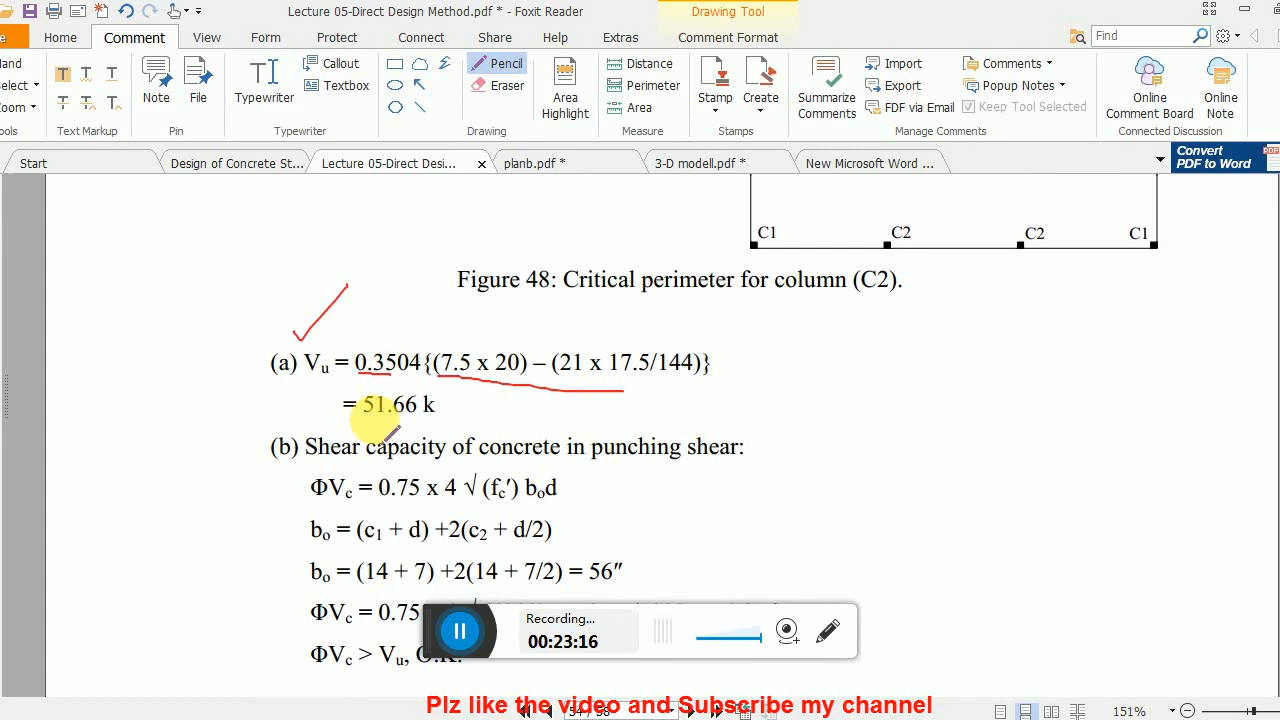 Lecture 05-Direct Design Method.pdf * - Foxit Reader
Drawing Tool
Home Comment View Form Protect Connect Share Help Extras Comment Format Find
Note File
Typewriter Callout Textbox
Pencil Eraser
Area Highlight
Distance Perimeter Area
Stamp Create
Summarize Comments
Import Export FDF via Email
Comments Popup Notes Keep Tool Selected
Online Comment Board Online Note
Text Markup Pin Typewriter Drawing Measure Stamps Manage Comments Connected Discussion
Start Design of Concrete St... Lecture 05-Direct Desi... planb.pdf * 3-D modell.pdf * New Microsoft Word ...
Convert
PDF to Word
C1 C2 C2 C1
Figure 48: Critical perimeter for column (C2).
(a) Vu = 0.3504{(7.5 x 20) – (21 x 17.5/144)}
= 51.66 k
(b) Shear capacity of concrete in punching shear:
ΦVc = 0.75 x 4 √ (fc′) bod
bo = (c1 + d) +2(c2 + d/2)
bo = (14 + 7) +2(14 + 7/2) = 56″
ΦVc = 0.75
Recording...
00:23:16
ΦVc > Vu, O.K.
Plz like the video and Subscribe my channel
151%